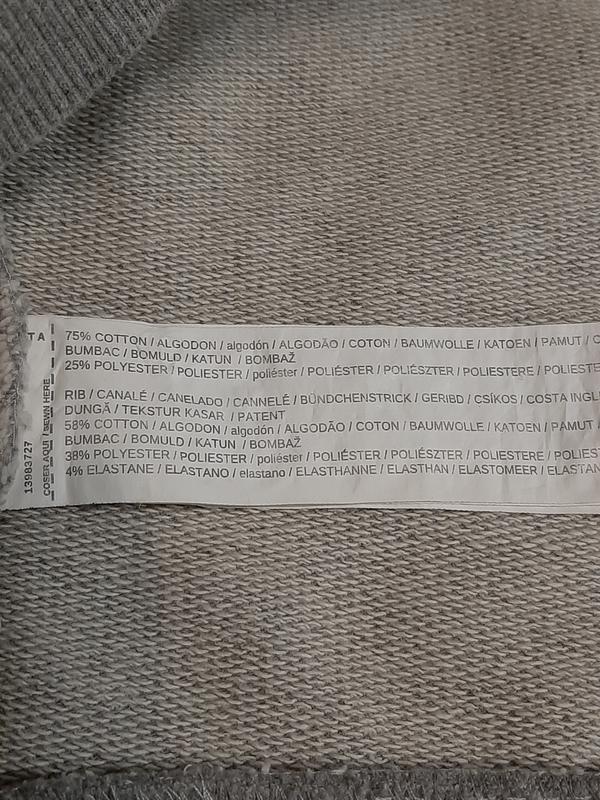 TA
75% COTTON / ALGODON / algodón / ALGODÃO / COTON / BAUMWOLLE / KATOEN / PAMUT / C
BUMBAC / BOMULD / KATUN / BOMBAŽ
25% POLYESTER / POLIESTER / poliéster / POLIÉSTER / POLIÉSZTER / POLIESTERE / POLIESTE
RIB / CANALÉ / CANELADO / CANNELÉ / BÜNDCHENSTRICK / GERIBD / CSÍKOS / COSTA INGL
DUNGĂ / TEKSTUR KASAR / PATENT
58% COTTON / ALGODON / algodón / ALGODÃO / COTON / BAUMWOLLE / KATOEN / PAMUT /
BUMBAC / BOMULD / KATUN / BOMBAŽ
38% POLYESTER / POLIESTER / poliéster / POLIÉSTER / POLIÉSZTER / POLIESTERE / POLIEST
4% ELASTANE / ELASTANO / elastano / ELASTHANNE / ELASTHAN / ELASTOMEER / ELASTAN
13983727
COSER AQUI / SEWN HERE